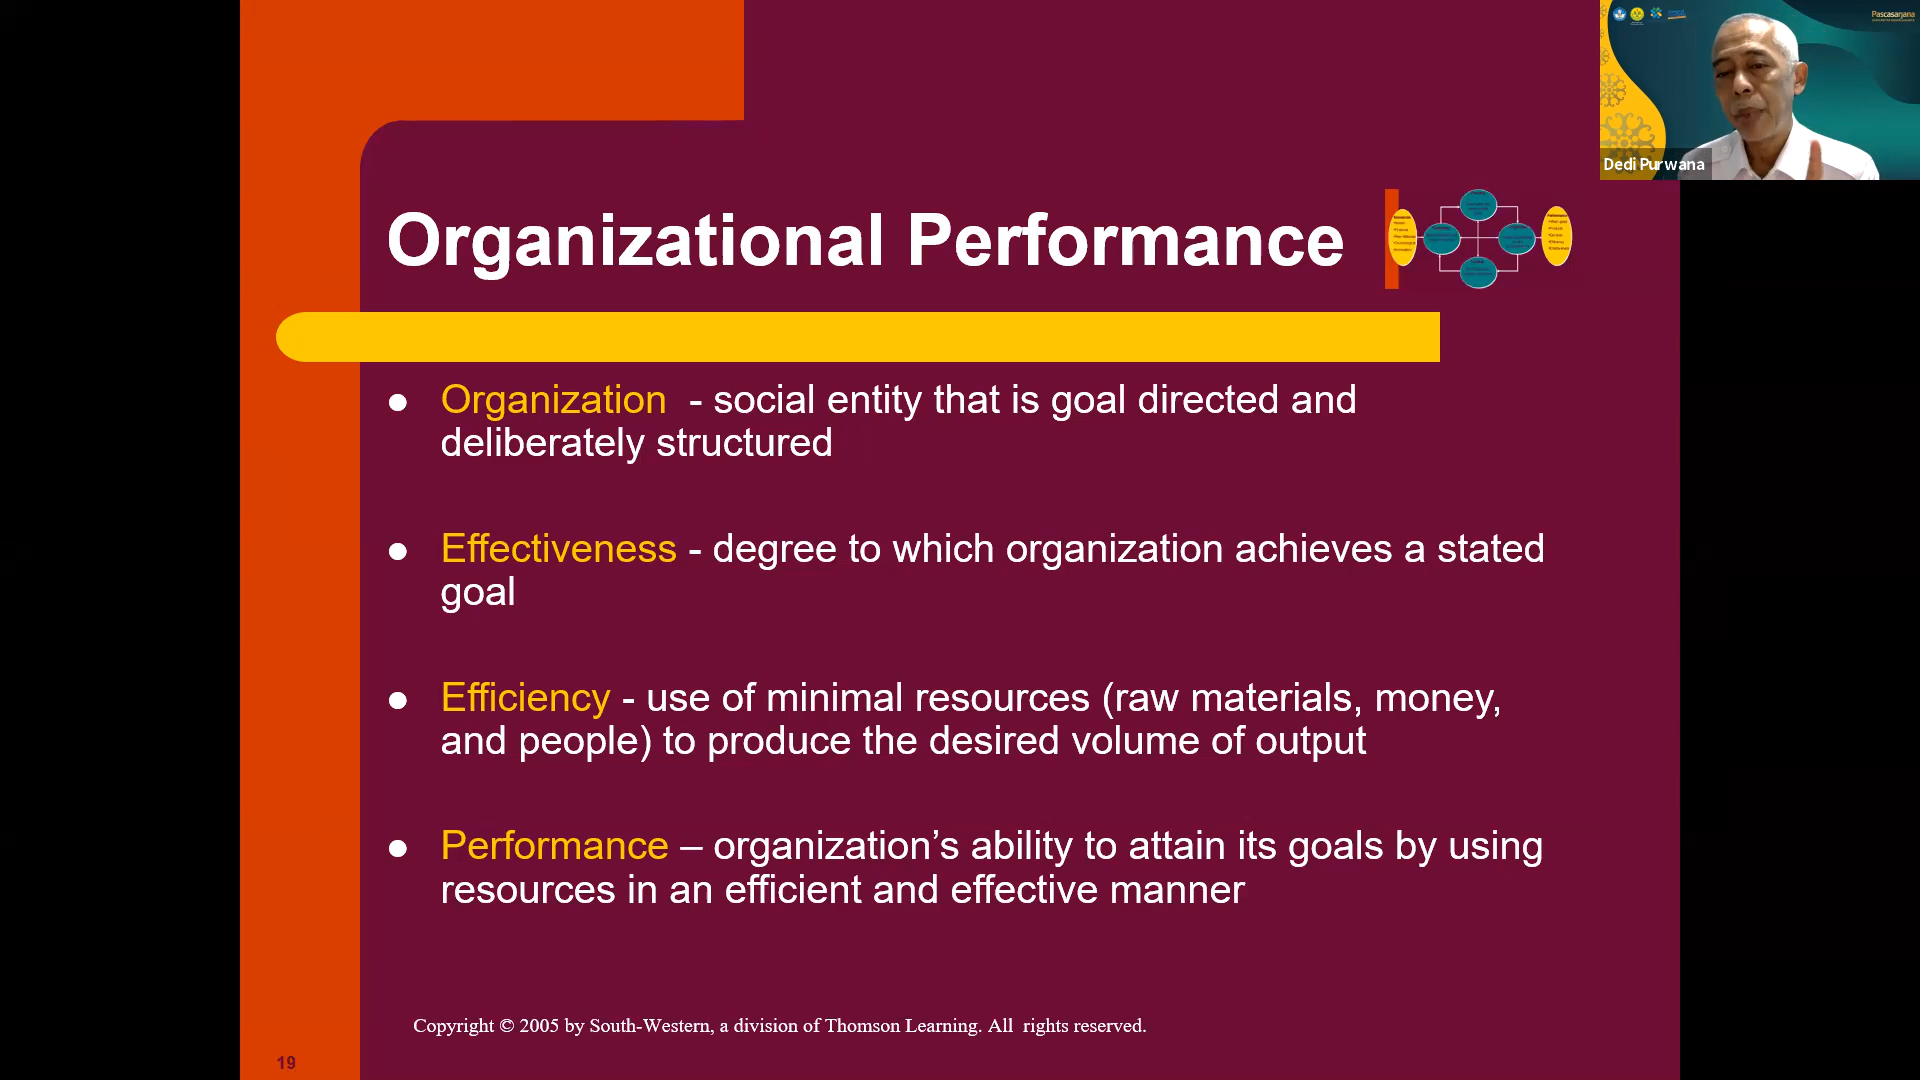 Pascasarjana
Dedi Purwana
Organizational Performance
Organization - social entity that is goal directed and
deliberately structured
Effectiveness - degree to which organization achieves a stated
goal
Efficiency - use of minimal resources (raw materials, money,
and people) to produce the desired volume of output
Performance – organization’s ability to attain its goals by using
resources in an efficient and effective manner
Copyright © 2005 by South-Western, a division of Thomson Learning. All rights reserved.
19